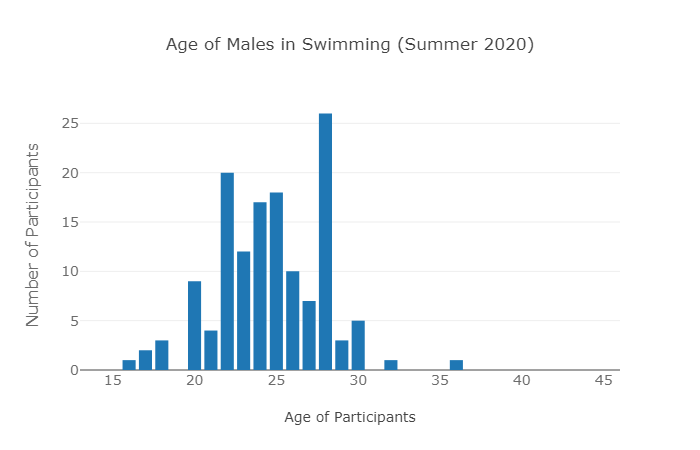 Age of Males in Swimming (Summer 2020)
Number of Participants
25
20
15
10
5
0
15 20 25 30 35 40 45
Age of Participants